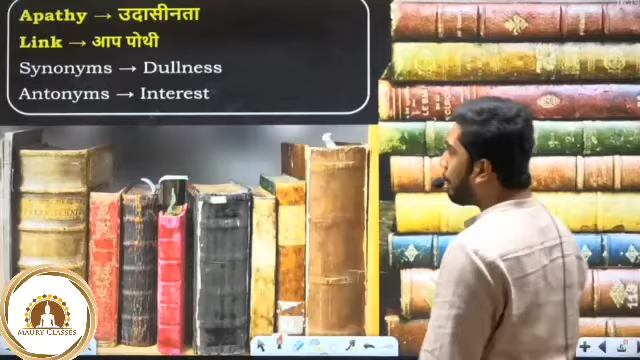 Apathy → उदासीनता
Link → आप पोथी
Synonyms → Dullness
Antonyms → Interest
MAURY CLASSES